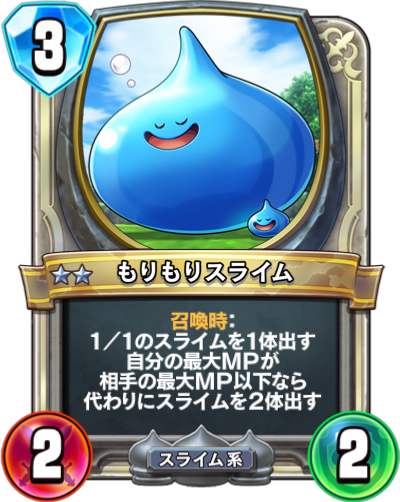 3
もりもりスライム
召喚時:
1／1のスライムを1体出す
自分の最大MPが
相手の最大MP以下なら
代わりにスライムを2体出す
2
スライム系
2